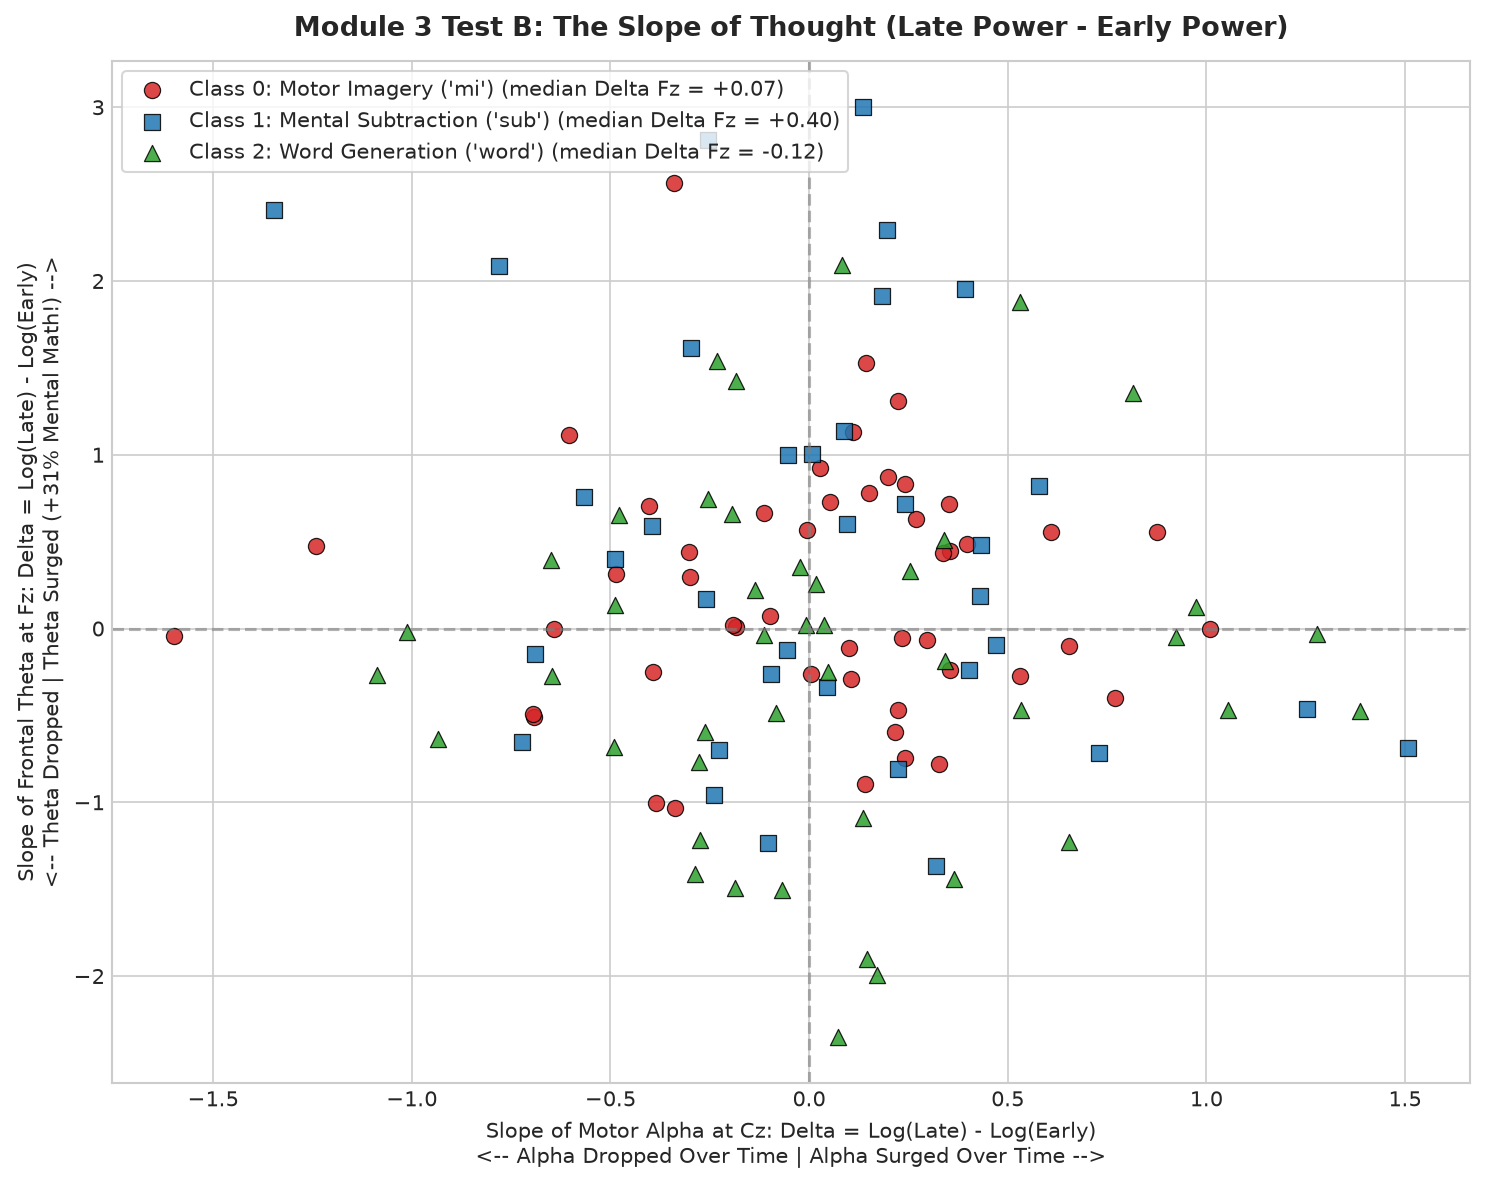 Module 3 Test B: The Slope of Thought (Late Power - Early Power)
Class 0: Motor Imagery ('mi') (median Delta Fz = +0.07)
Class 1: Mental Subtraction ('sub') (median Delta Fz = +0.40)
Class 2: Word Generation ('word') (median Delta Fz = -0.12)
Slope of Frontal Theta at Fz: Delta = Log(Late) - Log(Early)
<-- Theta Dropped | Theta Surged (+31% Mental Math!) -->
3
2
1
0
−1
−2
−1.5
−1.0
−0.5
0.0
0.5
1.0
1.5
Slope of Motor Alpha at Cz: Delta = Log(Late) - Log(Early)
<-- Alpha Dropped Over Time | Alpha Surged Over Time -->